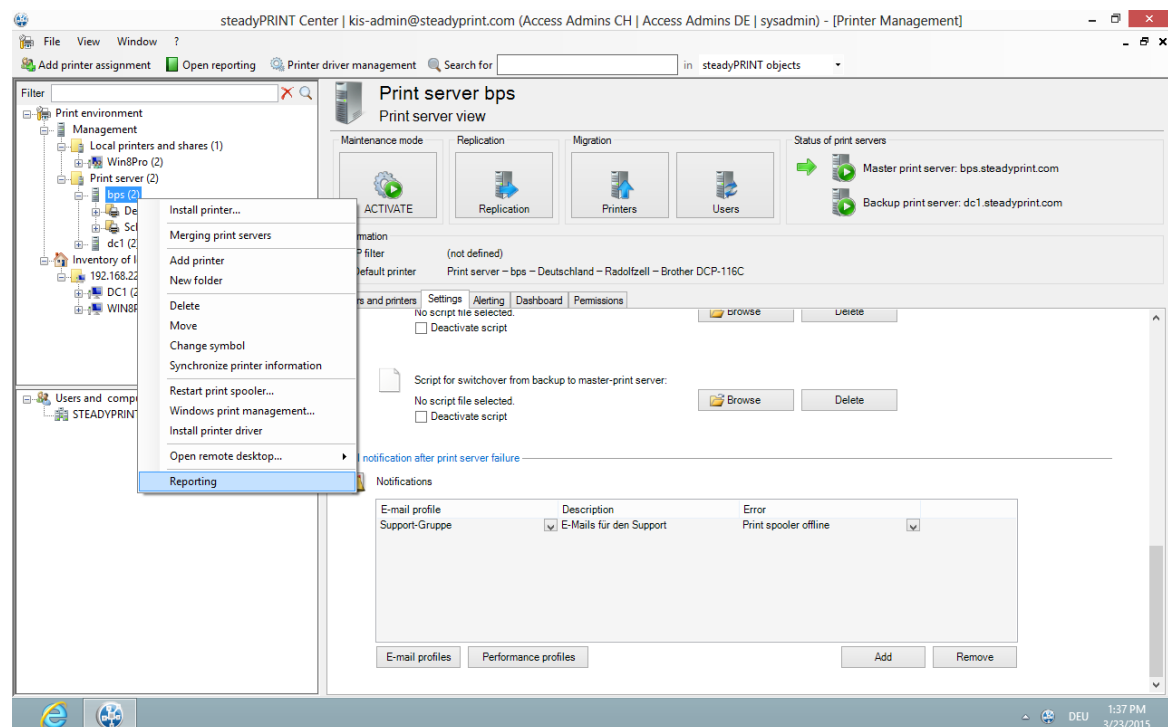 steadyPRINT Center | kis-admin@steadyprint.com (Access Admins CH | Access Admins DE | sysadmin) - [Printer Management]
File View Window ?
Add printer assignment Open reporting Printer driver management Search for in steadyPRINT objects
Filter
Print environment
Management
Local printers and shares (1)
Win8Pro (2)
Print server (2)
bps (2)
De
Scl
dc1 (2
Inventory of l
192.168.22
DC1 (2
WIN8P
Users and comp
STEADYPRINT
Install printer...
Merging print servers
Add printer
New folder
Delete
Move
Change symbol
Synchronize printer information
Restart print spooler...
Windows print management...
Install printer driver
Open remote desktop...
Reporting
Print server bps
Print server view
Maintenance mode Replication Migration Status of print servers
ACTIVATE Replication Printers Users
Master print server: bps.steadyprint.com
Backup print server: dc1.steadyprint.com
mation
P filter (not defined)
Default printer Print server – bps – Deutschland – Radolfzell – Brother DCP-116C
rs and printers Settings Alerting Dashboard Permissions
No script file selected. Browse Delete
Deactivate script
Script for switchover from backup to master-print server:
No script file selected. Browse Delete
Deactivate script
l notification after print server failure
Notifications
E-mail profile Description Error
Support-Gruppe E-Mails für den Support Print spooler offline
E-mail profiles Performance profiles Add Remove
DEU 1:37 PM
3/23/2015